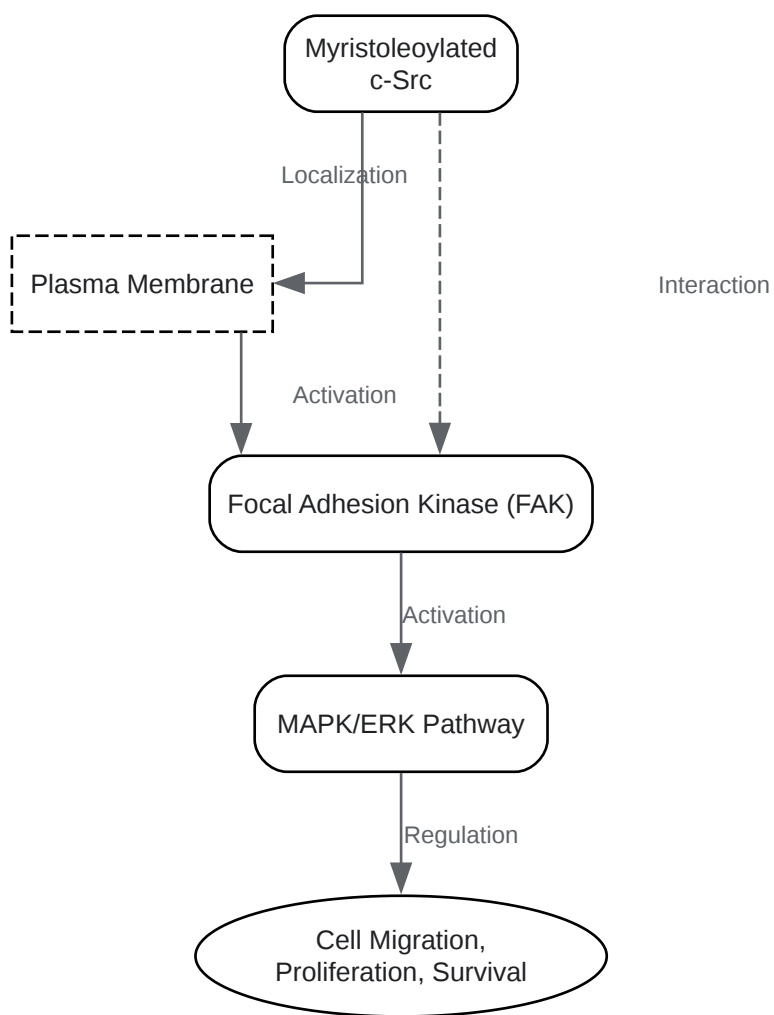 Myristoleoylated
c-Src
Localization
Plasma Membrane
Interaction
Activation
Focal Adhesion Kinase (FAK)
Activation
MAPK/ERK Pathway
Regulation
Cell Migration,
Proliferation, Survival